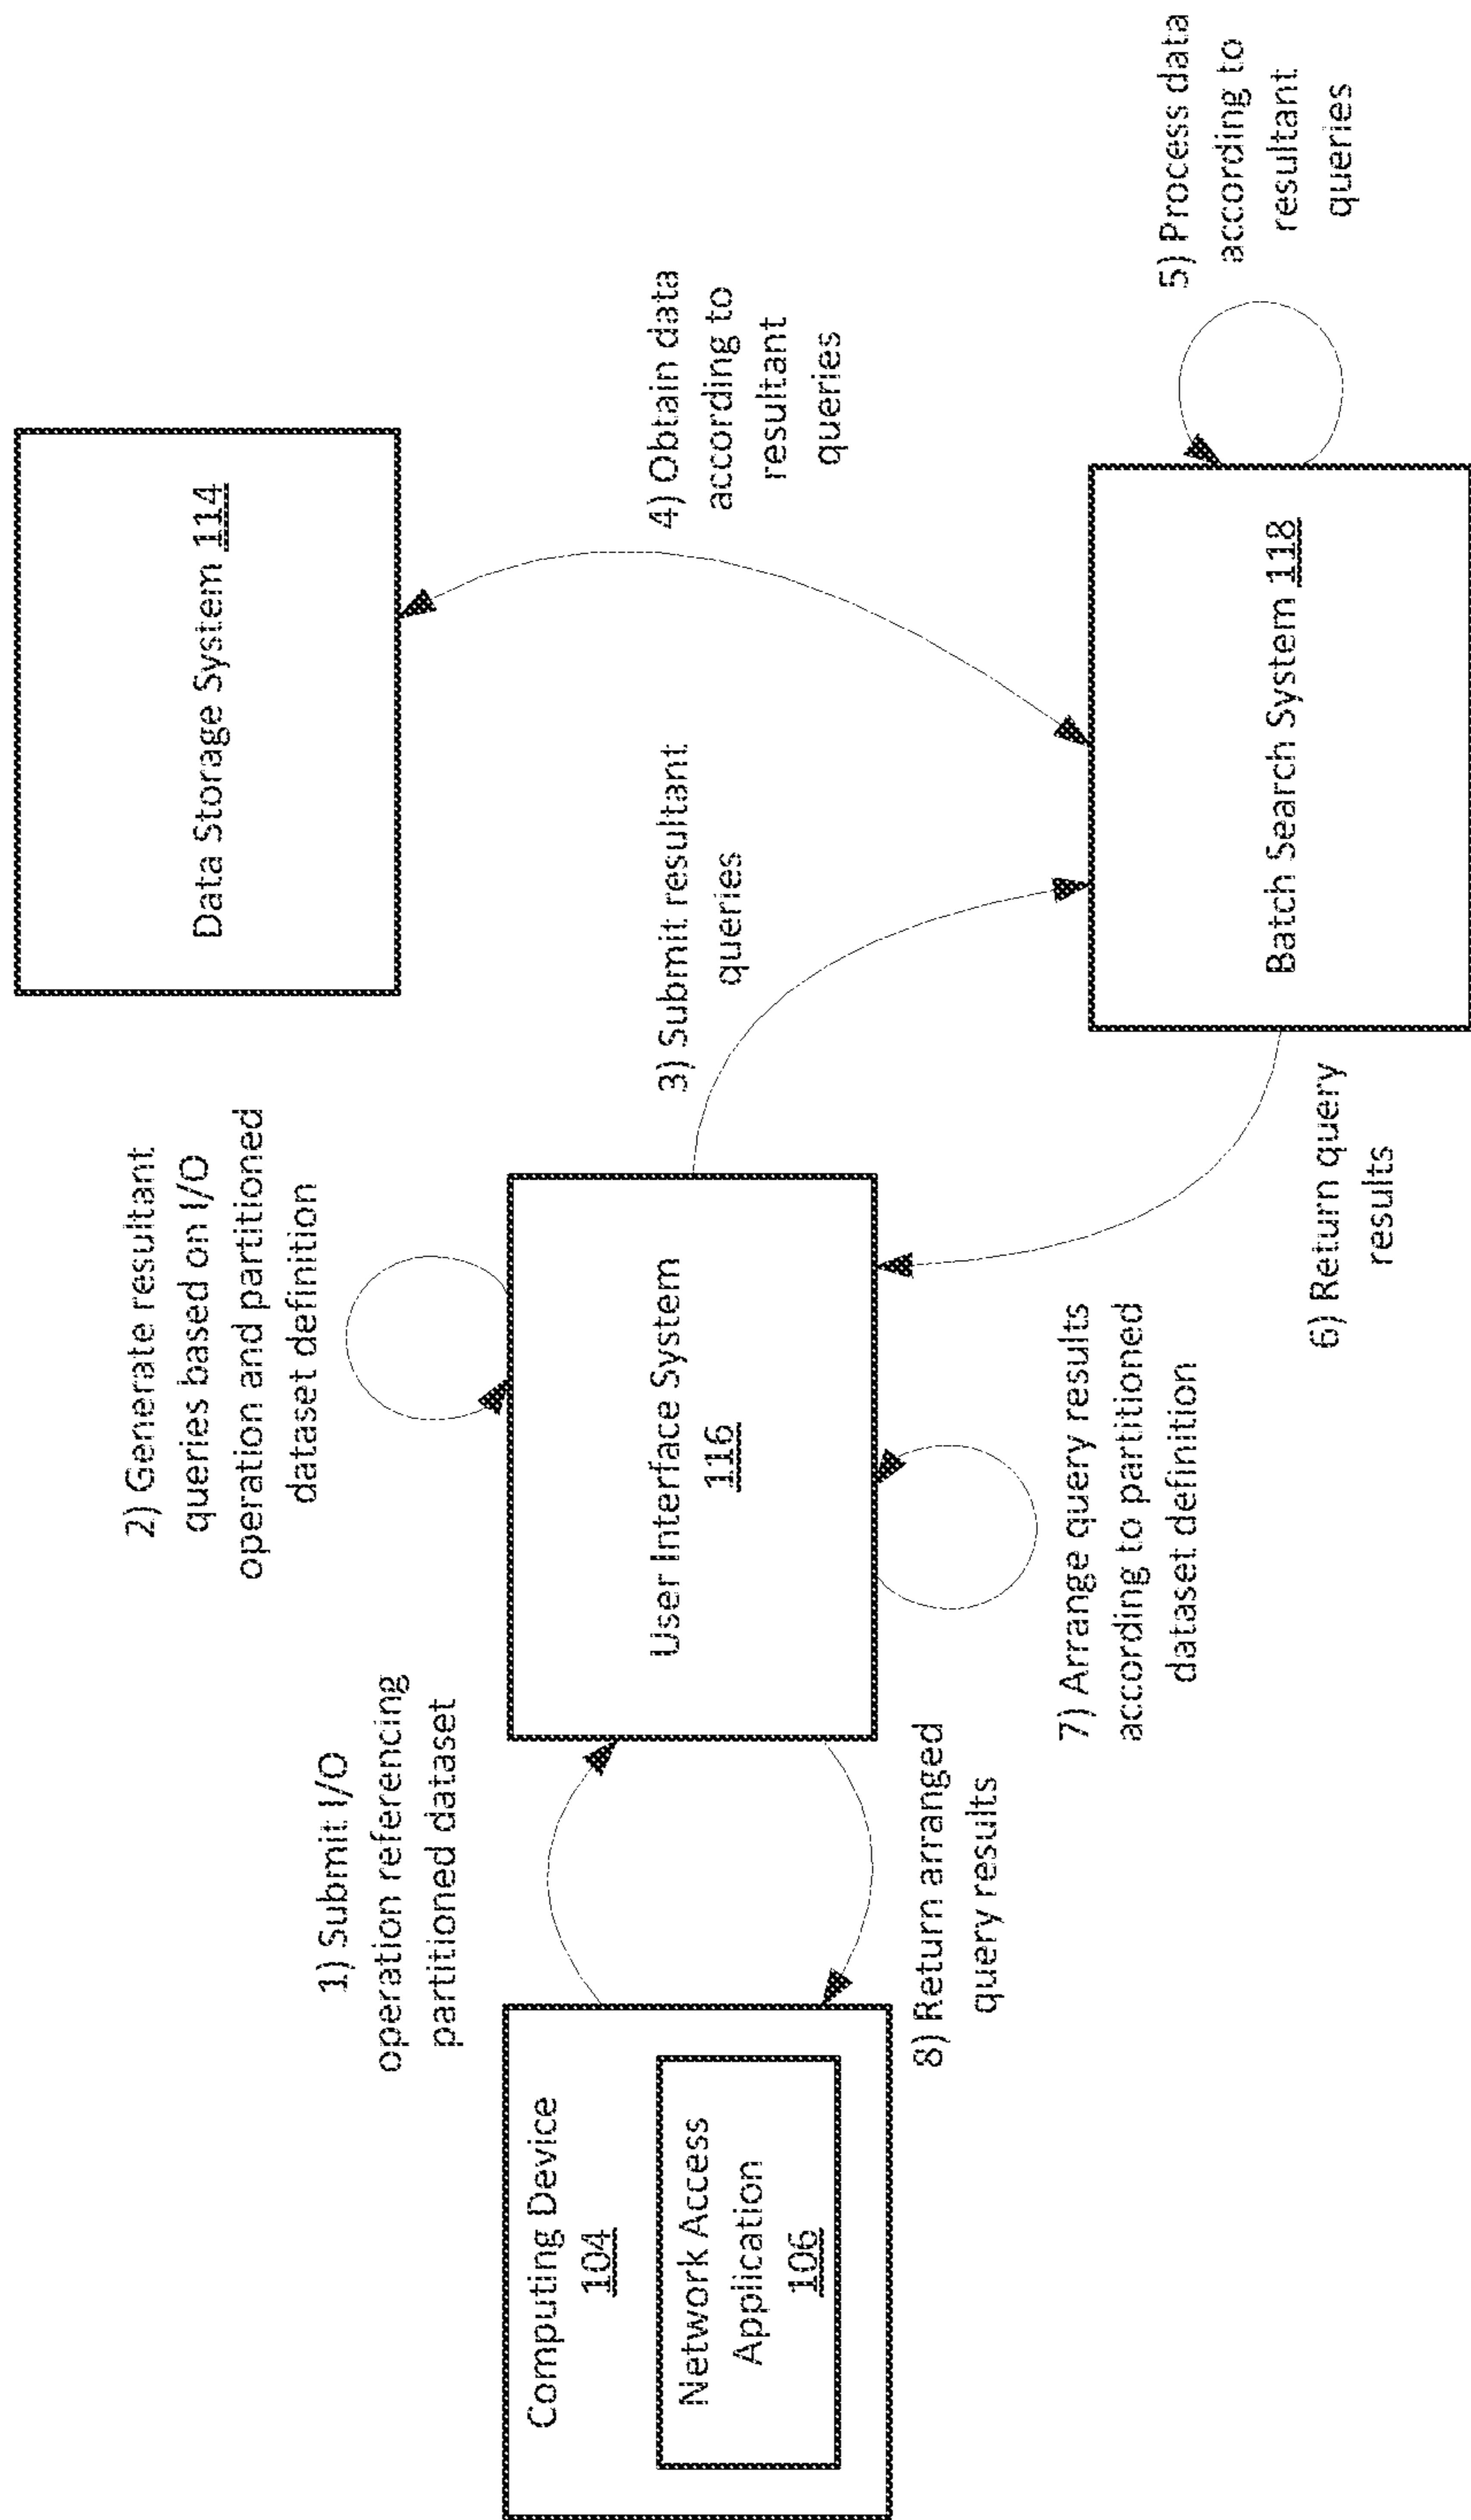 Computing Device
104
Network Access
Application
106
1) Submit I/O
operation referencing
partitioned dataset
2) Generate resultant
queries based on I/O
operation and partitioned
dataset definition
User Interface System
116
3) Submit resultant
queries
Data Storage System 114
4) Obtain data
according to
resultant
queries
Batch Search System 118
5) Process data
according to
resultant
queries
6) Return query
results
7) Arrange query results
according to partitioned
dataset definition
8) Return arranged
query results